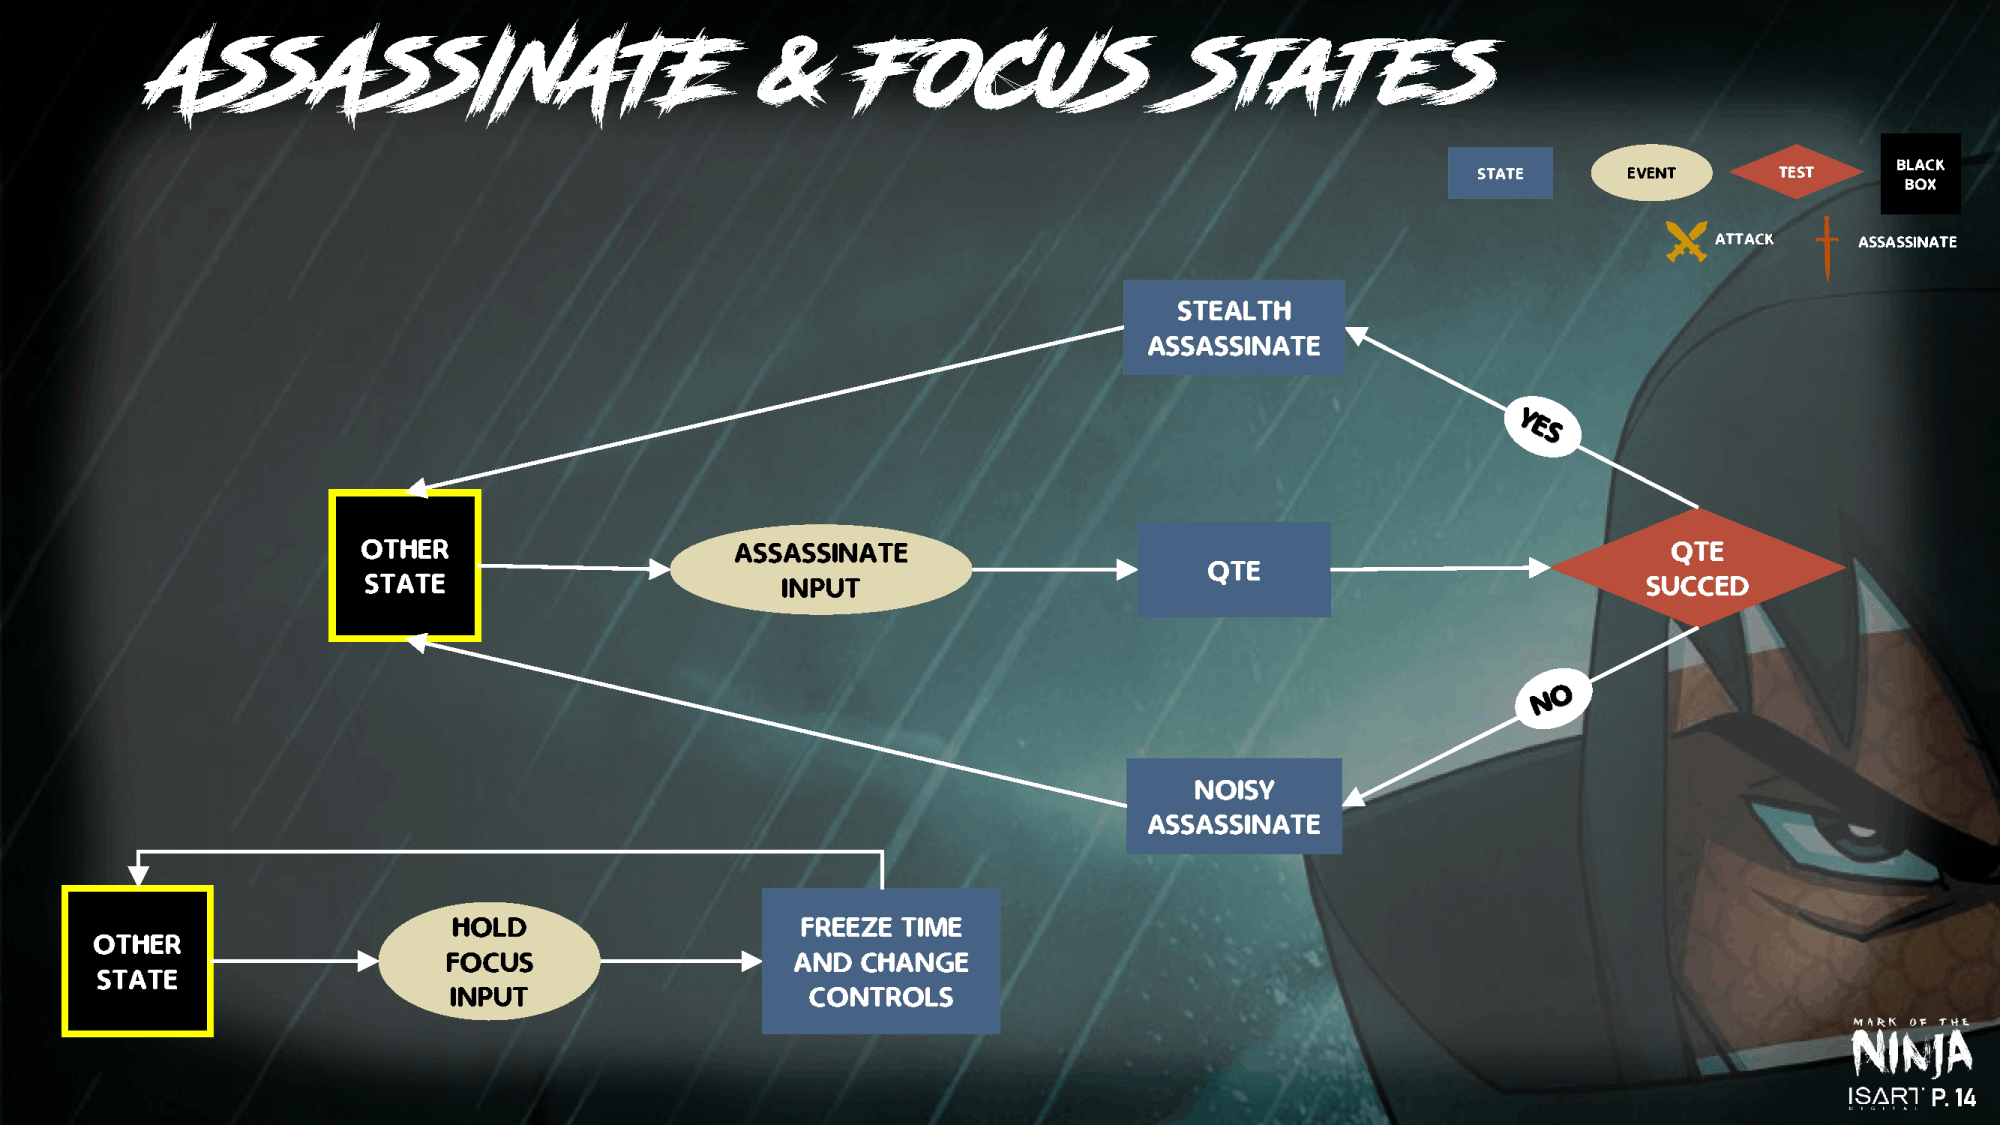 ASSASSINATE & FOCUS STATES
STATE
EVENT
TEST
BLACK
BOX
ATTACK
ASSASSINATE
STEALTH
ASSASSINATE
YES
OTHER
STATE
ASSASSINATE
INPUT
QTE
QTE
SUCCED
NO
NOISY
ASSASSINATE
OTHER
STATE
HOLD
FOCUS
INPUT
FREEZE TIME
AND CHANGE
CONTROLS
MARK OF THE
NINJA
ISART P. 14
DIGITAL